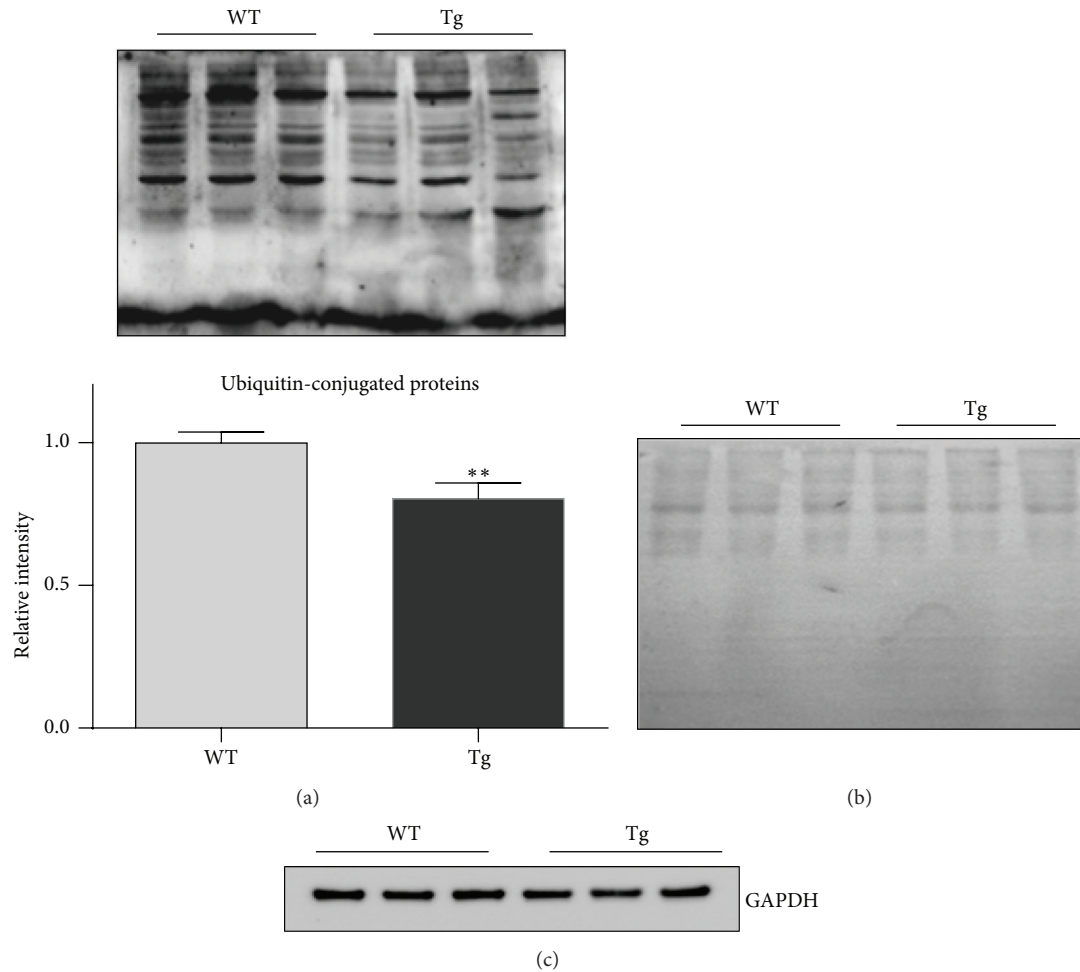 WT Tg
Ubiquitin-conjugated proteins
1.0
**
Relative intensity
0.5
0.0
WT Tg
(a)
WT Tg
(b)
WT Tg
GAPDH
(c)